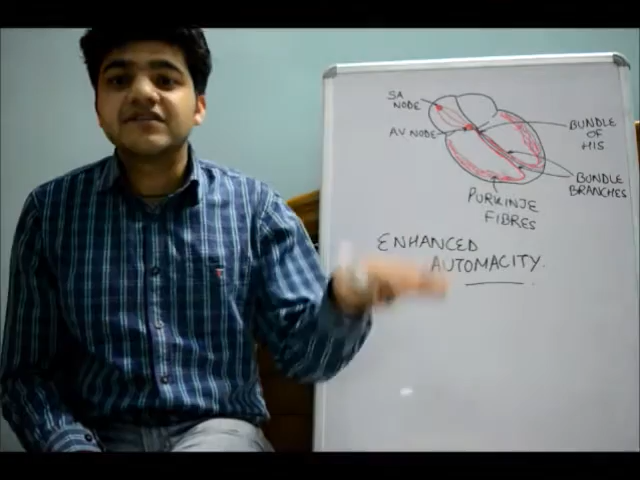 SA
NODE
AV NODE
BUNDLE
OF
HIS
BUNDLE
BRANCHES
PURKINJE
FIBRES
ENHANCED
AUTOMACITY.